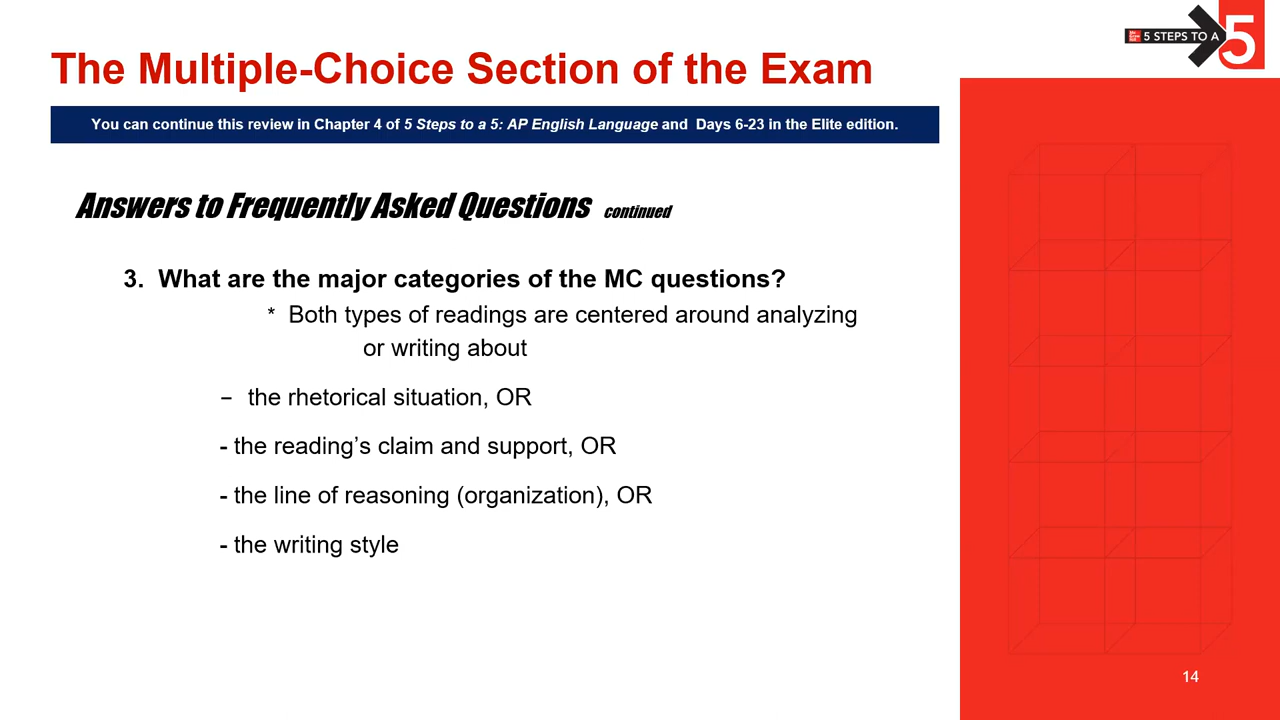 5 STEPS TO A 5
The Multiple-Choice Section of the Exam
You can continue this review in Chapter 4 of 5 Steps to a 5: AP English Language and Days 6-23 in the Elite edition.
Answers to Frequently Asked Questions continued
3. What are the major categories of the MC questions?
* Both types of readings are centered around analyzing
or writing about
– the rhetorical situation, OR
- the reading’s claim and support, OR
- the line of reasoning (organization), OR
- the writing style
14